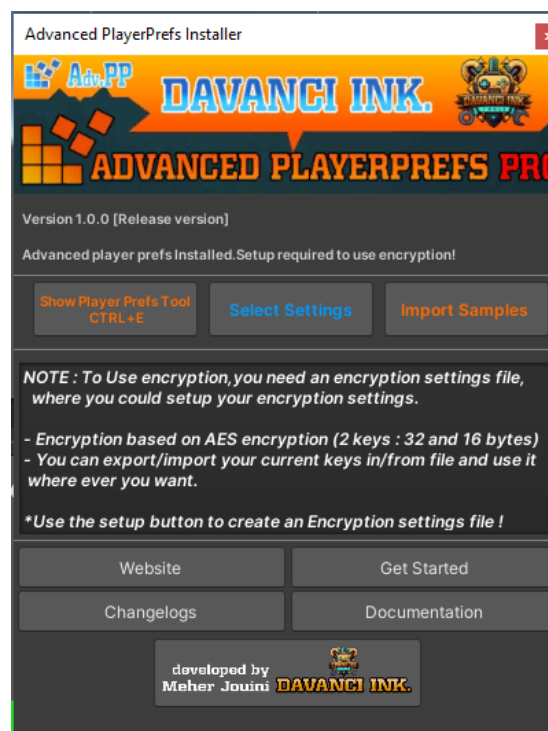 Advanced PlayerPrefs Installer
Adv.PP
DAVANCI INK.
DAVANCI INK
ADVANCED PLAYERPREFS PRO
Version 1.0.0 [Release version]
Advanced player prefs Installed.Setup required to use encryption!
Show Player Prefs Tool
CTRL+E
Select Settings
Import Samples
NOTE : To Use encryption,you need an encryption settings file,
where you could setup your encryption settings.
- Encryption based on AES encryption (2 keys : 32 and 16 bytes)
- You can export/import your current keys in/from file and use it
where ever you want.
*Use the setup button to create an Encryption settings file !
Website
Get Started
Changelogs
Documentation
developed by
Meher Jouini DAVANCI INK.